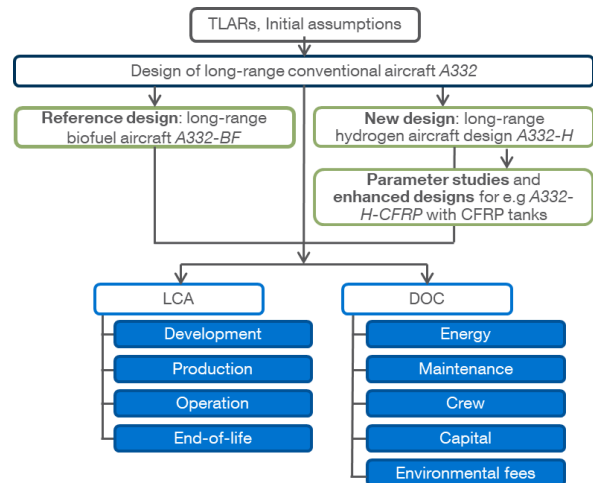 TLARs, Initial assumptions
Design of long-range conventional aircraft A332
Reference design: long-range
biofuel aircraft A332-BF
New design: long-range
hydrogen aircraft design A332-H
Parameter studies and
enhanced designs for e.g A332-
H-CFRP with CFRP tanks
LCA
Development
Production
Operation
End-of-life
DOC
Energy
Maintenance
Crew
Capital
Environmental fees